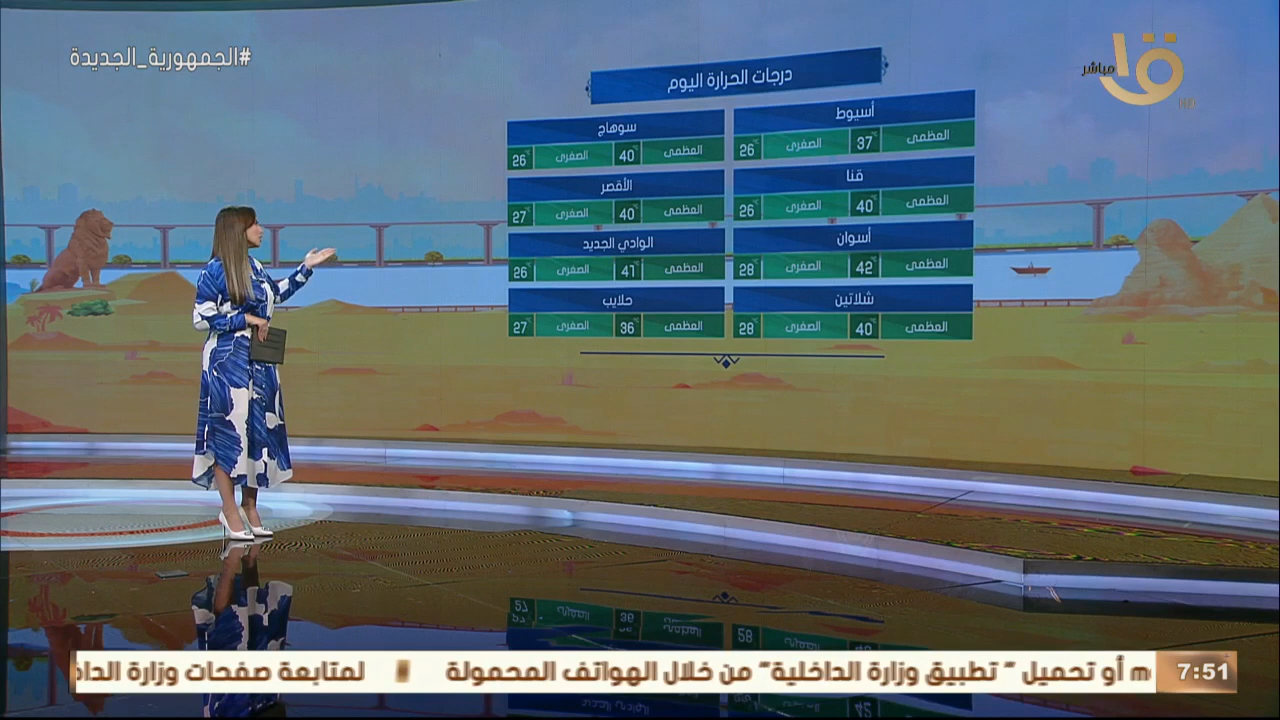 #الجمهورية_الجديدة
مباشر
HD
درجات الحرارة اليوم
أسيوط
العظمى 37°c الصغرى 26°c
سوهاج
العظمى 40°c الصغرى 26°c
قنا
العظمى 40°c الصغرى 26°c
الأقصر
العظمى 40°c الصغرى 27°c
أسوان
العظمى 42°c الصغرى 28°c
الوادي الجديد
العظمى 41°c الصغرى 26°c
شلاتين
العظمى 40°c الصغرى 28°c
حلايب
العظمى 36°c الصغرى 27°c
أو تحميل " تطبيق وزارة الداخلية" من خلال الهواتف المحمولة لمتابعة صفحات وزارة
7:51